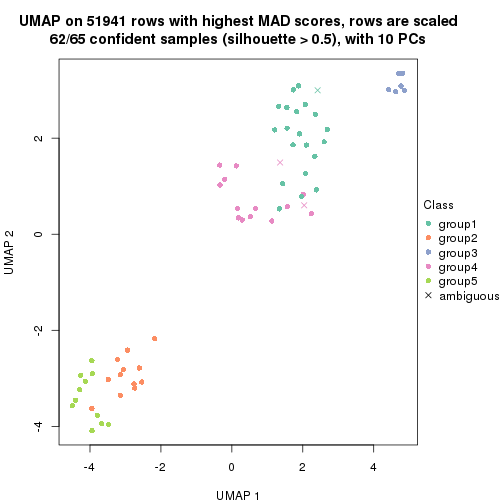 UMAP on 51941 rows with highest MAD scores, rows are scaled
62/65 confident samples (silhouette > 0.5), with 10 PCs
UMAP 2
2
0
-2
-4
-4
-2
0
2
4
UMAP 1
Class
group1
group2
group3
group4
group5
ambiguous